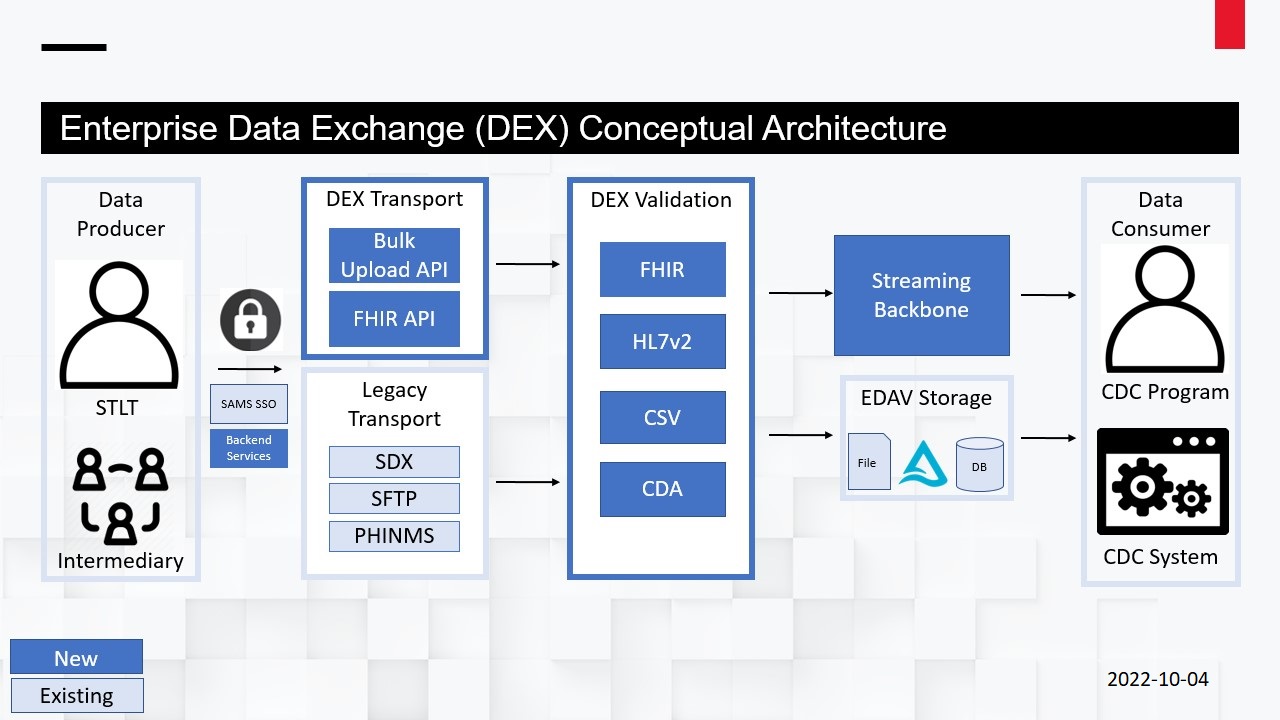 Enterprise Data Exchange (DEX) Conceptual Architecture
Data
Producer
STLT
Intermediary
SAMS SSO
Backend
Services
DEX Transport
Bulk
Upload API
FHIR API
Legacy
Transport
SDX
SFTP
PHINMS
DEX Validation
FHIR
HL7v2
CSV
CDA
Streaming
Backbone
EDAV Storage
File
DB
Data
Consumer
CDC Program
CDC System
New
Existing
2022-10-04